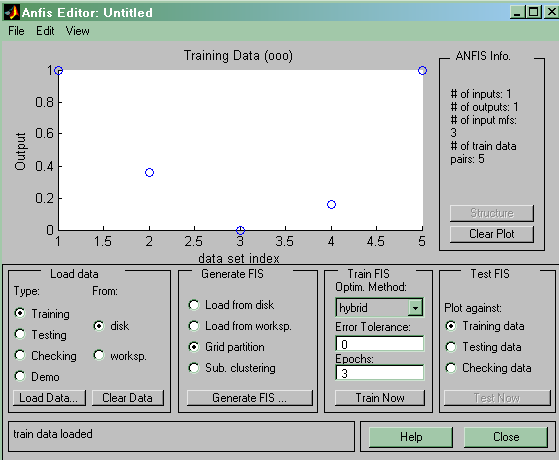 Anfis Editor: Untitled
File Edit View
Training Data (ooo)
1
0.8
0.6
0.4
0.2
0
Output
1 1.5 2 2.5 3 3.5 4 4.5 5
data set index
ANFIS Info.
# of inputs: 1
# of outputs: 1
# of input mfs:
3
# of train data
pairs: 5
Structure
Clear Plot
Load data
Type: From:
Training
Testing
Checking
Demo
disk
worksp.
Load Data... Clear Data
Generate FIS
Load from disk
Load from worksp.
Grid partition
Sub. clustering
Generate FIS ...
Train FIS
Optim. Method:
hybrid
Error Tolerance:
0
Epochs:
3
Train Now
Test FIS
Plot against:
Training data
Testing data
Checking data
Test Now
train data loaded
Help Close